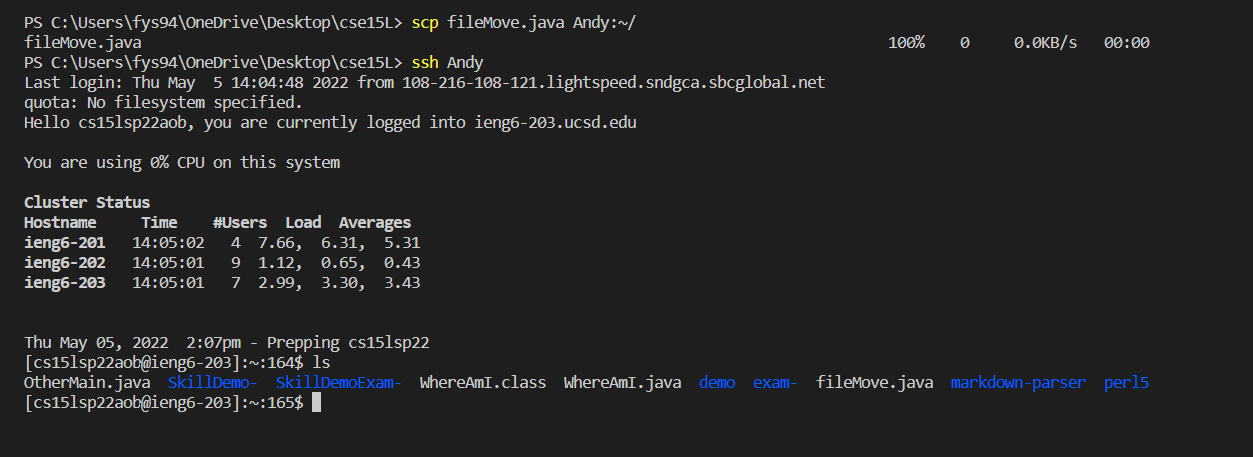 PS C:\Users\fys94\OneDrive\Desktop\cse15L> scp fileMove.java Andy:~/
fileMove.java 100% 0 0.0KB/s 00:00
PS C:\Users\fys94\OneDrive\Desktop\cse15L> ssh Andy
Last login: Thu May  5 14:04:48 2022 from 108-216-108-121.lightspeed.sndgca.sbcglobal.net
quota: No filesystem specified.
Hello cs15lsp22aob, you are currently logged into ieng6-203.ucsd.edu
You are using 0% CPU on this system
Cluster Status
Hostname     Time    #Users  Load  Averages
ieng6-201   14:05:02   4  7.66,  6.31,  5.31
ieng6-202   14:05:01   9  1.12,  0.65,  0.43
ieng6-203   14:05:01   7  2.99,  3.30,  3.43
Thu May 05, 2022  2:07pm - Prepping cs15lsp22
[cs15lsp22aob@ieng6-203]:~:164$ ls
OtherMain.java  SkillDemo-  SkillDemoExam-  WhereAmI.class  WhereAmI.java  demo  exam-  fileMove.java  markdown-parser  perl5
[cs15lsp22aob@ieng6-203]:~:165$